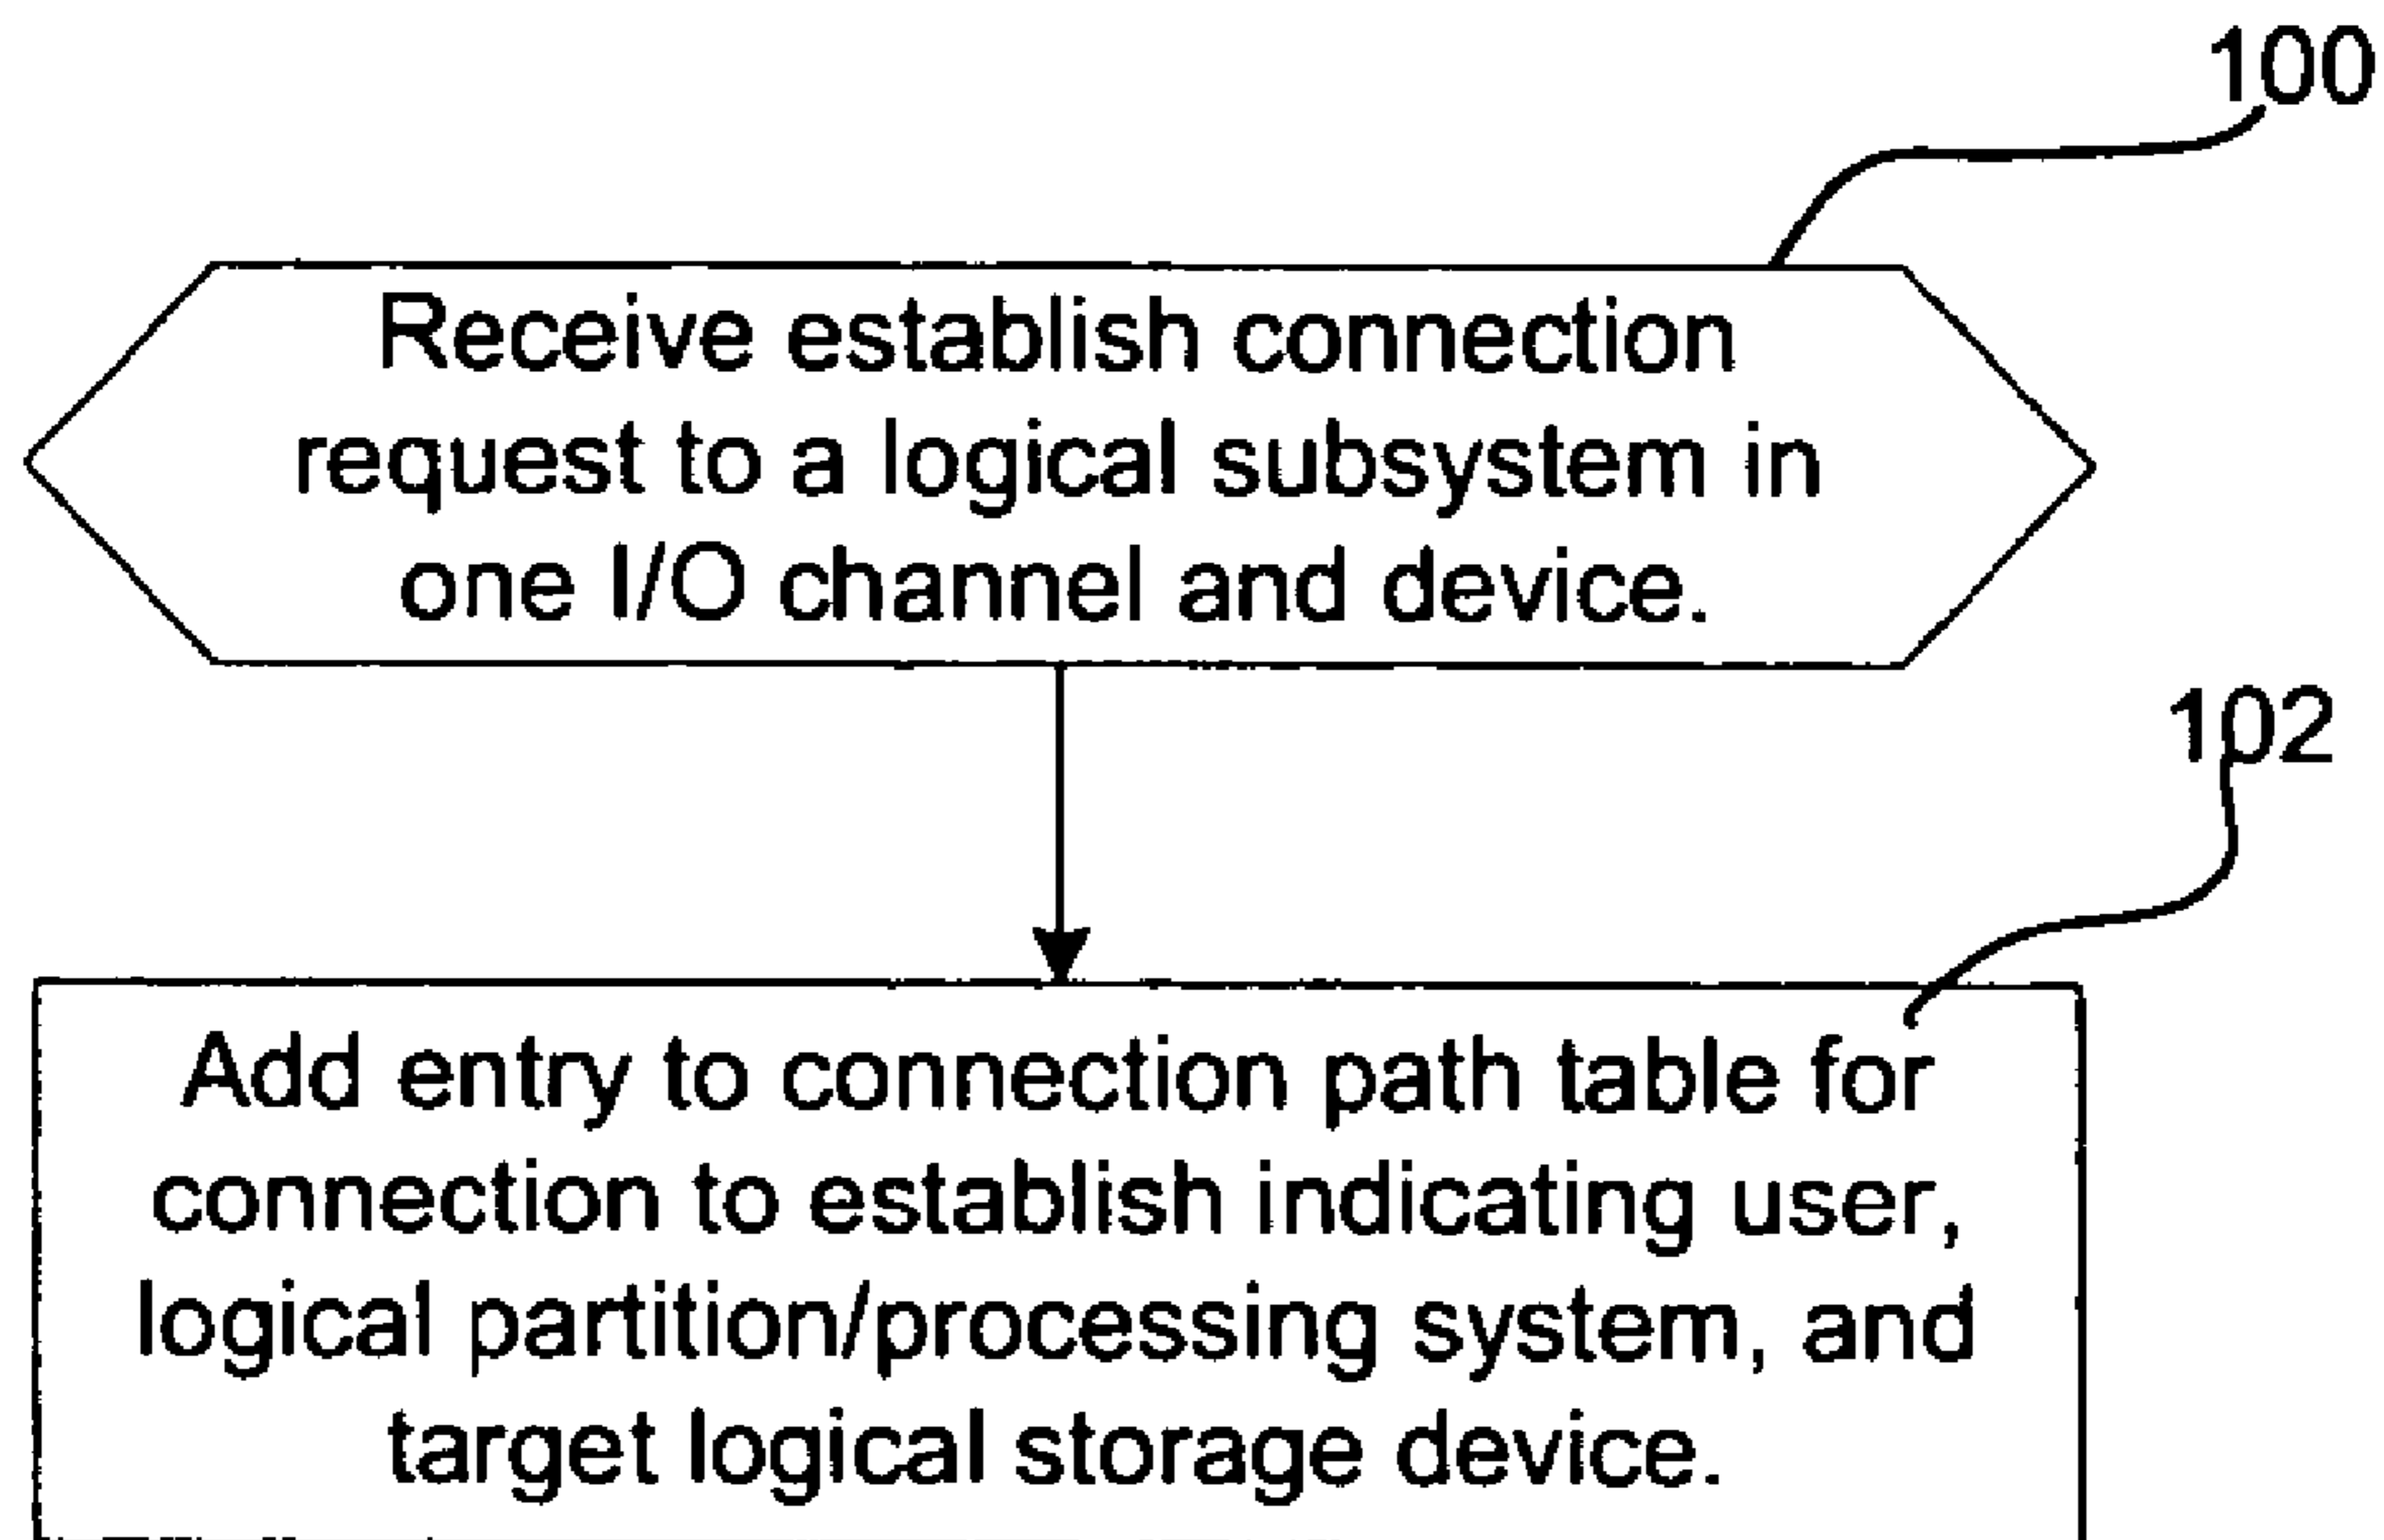 100
Receive establish connection
request to a logical subsystem in
one I/O channel and device.
102
Add entry to connection path table for
connection to establish indicating user,
logical partition/processing system, and
target logical storage device.